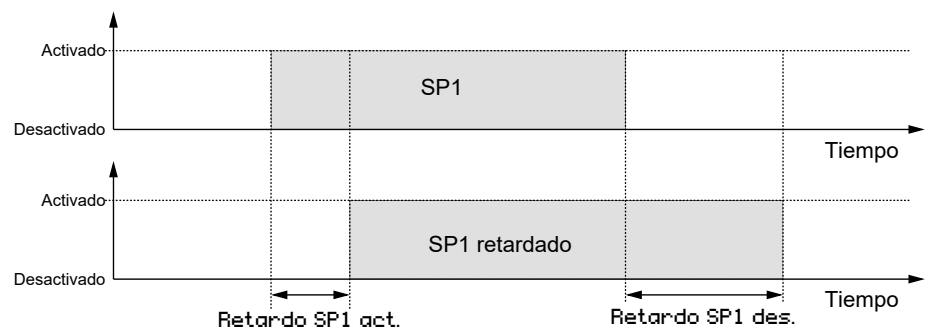 Activado
SP1
Desactivado
Tiempo
Activado
SP1 retardado
Desactivado
Tiempo
Retardo SP1 act.
Retardo SP1 des.